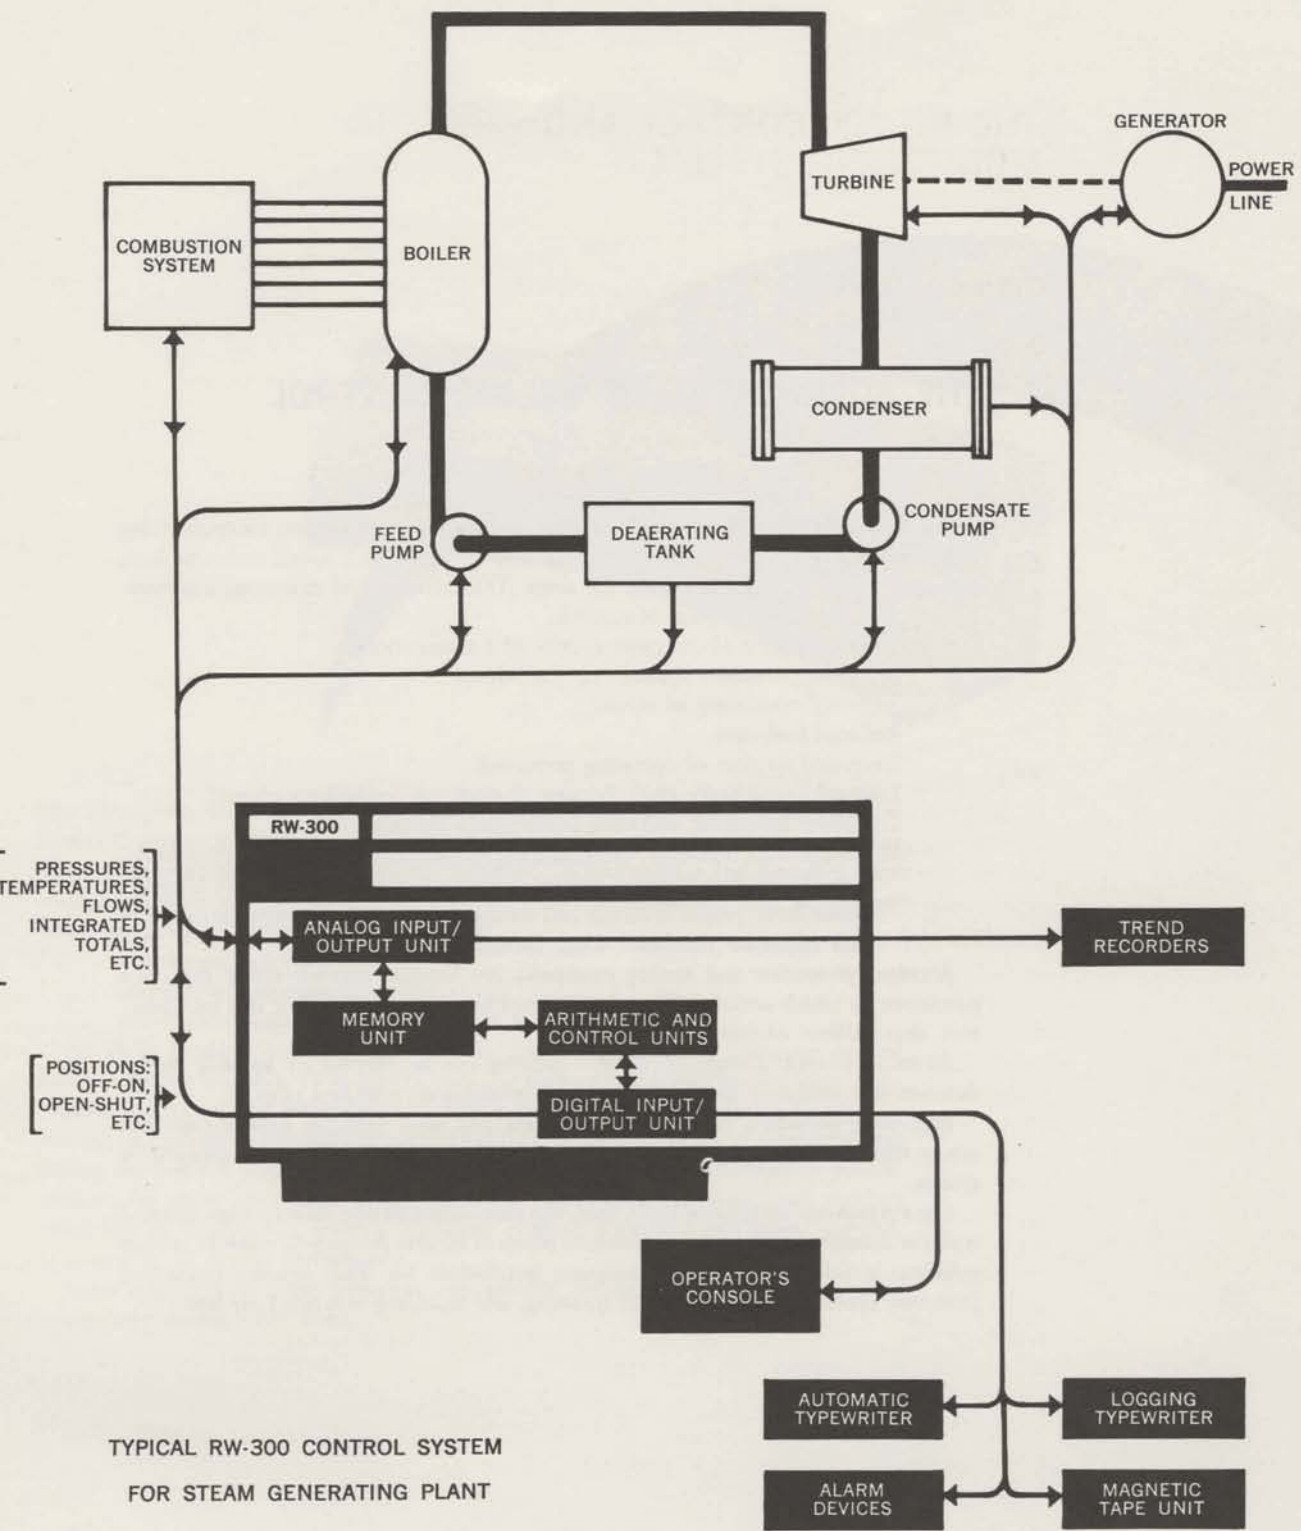 GENERATOR
POWER
LINE
TURBINE
COMBUSTION
SYSTEM
BOILER
CONDENSER
CONDENSATE
PUMP
FEED
PUMP
DEAERATING
TANK
RW-300
PRESSURES,
TEMPERATURES,
FLOWS,
INTEGRATED
TOTALS,
ETC.
ANALOG INPUT/
OUTPUT UNIT
TREND
RECORDERS
MEMORY
UNIT
ARITHMETIC AND
CONTROL UNITS
POSITIONS:
OFF-ON,
OPEN-SHUT,
ETC.
DIGITAL INPUT/
OUTPUT UNIT
OPERATOR'S
CONSOLE
AUTOMATIC
TYPEWRITER
LOGGING
TYPEWRITER
ALARM
DEVICES
MAGNETIC
TAPE UNIT
TYPICAL RW-300 CONTROL SYSTEM
FOR STEAM GENERATING PLANT